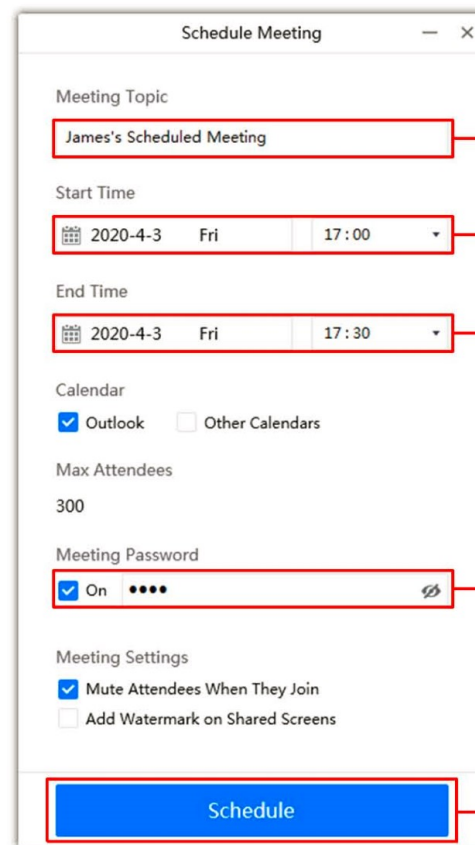 Schedule Meeting
Meeting Topic
James's Scheduled Meeting
Start Time
2020-4-3 Fri 17:00
End Time
2020-4-3 Fri 17:30
Calendar
Outlook Other Calendars
Max Attendees
300
Meeting Password
On ••••
Meeting Settings
Mute Attendees When They Join
Add Watermark on Shared Screens
Schedule